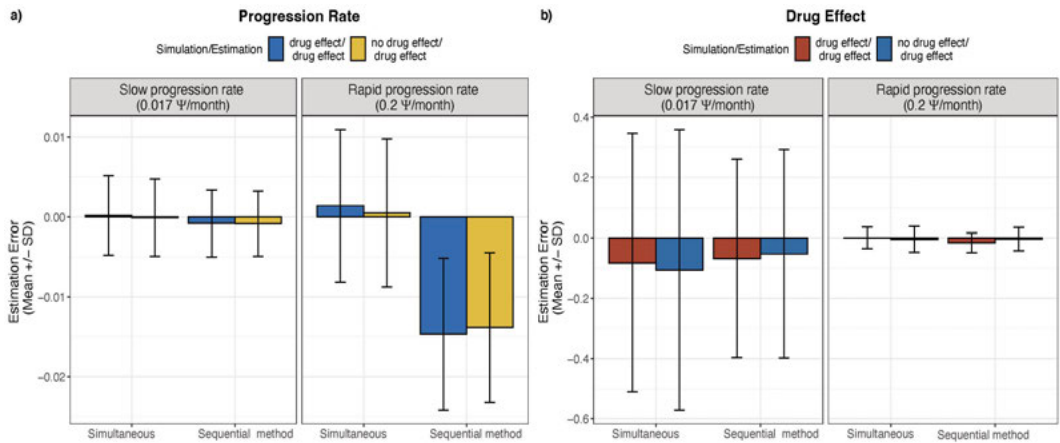 a)
Progression Rate
Simulation/Estimation
drug effect/
drug effect
no drug effect/
drug effect
Slow progression rate
(0.017 Ψ/month)
Rapid progression rate
(0.2 Ψ/month)
Estimation Error
(Mean +/− SD)
0.01
0.00
−0.01
−0.02
Simultaneous
Sequential method
Simultaneous
Sequential method
b)
Drug Effect
Simulation/Estimation
drug effect/
drug effect
no drug effect/
drug effect
Slow progression rate
(0.017 Ψ/month)
Rapid progression rate
(0.2 Ψ/month)
Estimation Error
(Mean +/− SD)
0.4
0.2
0.0
−0.2
−0.4
−0.6
Simultaneous
Sequential method
Simultaneous
Sequential method